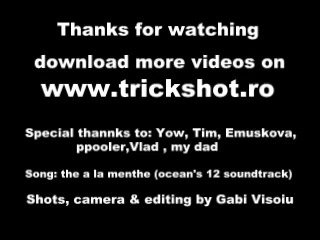 Thanks for watching
download more videos on
www.trickshot.ro
Special thannks to: Yow, Tim, Emuskova,
ppooler,Vlad , my dad
Song: the a la menthe (ocean's 12 soundtrack)
Shots, camera & editing by Gabi Visoiu